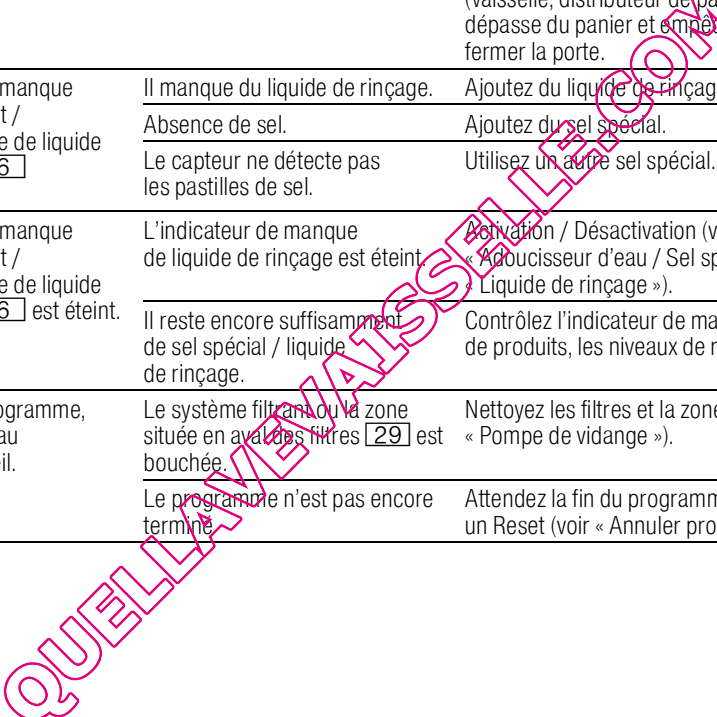 (vaisselle, distributeur de
dépasse du panier et
fermer la porte.
manque
t /
e de liquide
6
Il manque du liquide de rinçage.
Ajoutez du liquide de rinçag
Absence de sel.
Ajoutez du sel spécial.
Le capteur ne détecte pas
les pastilles de sel.
Utilisez un autre sel spécial.
manque
t /
e de liquide
6 est éteint.
L’indicateur de manque
de liquide de rinçage est éteint.
Activation / Désactivation (v
« Adoucisseur d’eau / Sel sp
« Liquide de rinçage »).
Il reste encore suffisamment
de sel spécial / liquide
de rinçage.
Contrôlez l’indicateur de ma
de produits, les niveaux de r
ogramme,
au
il.
Le système filtrant ou la zone
située en aval des filtres 29 est
bouchée.
Nettoyez les filtres et la zone
« Pompe de vidange »).
Le programme n’est pas encore
terminé.
Attendez la fin du programm
un Reset (voir « Annuler pro
QUELLAVEVAISSELLE.COM